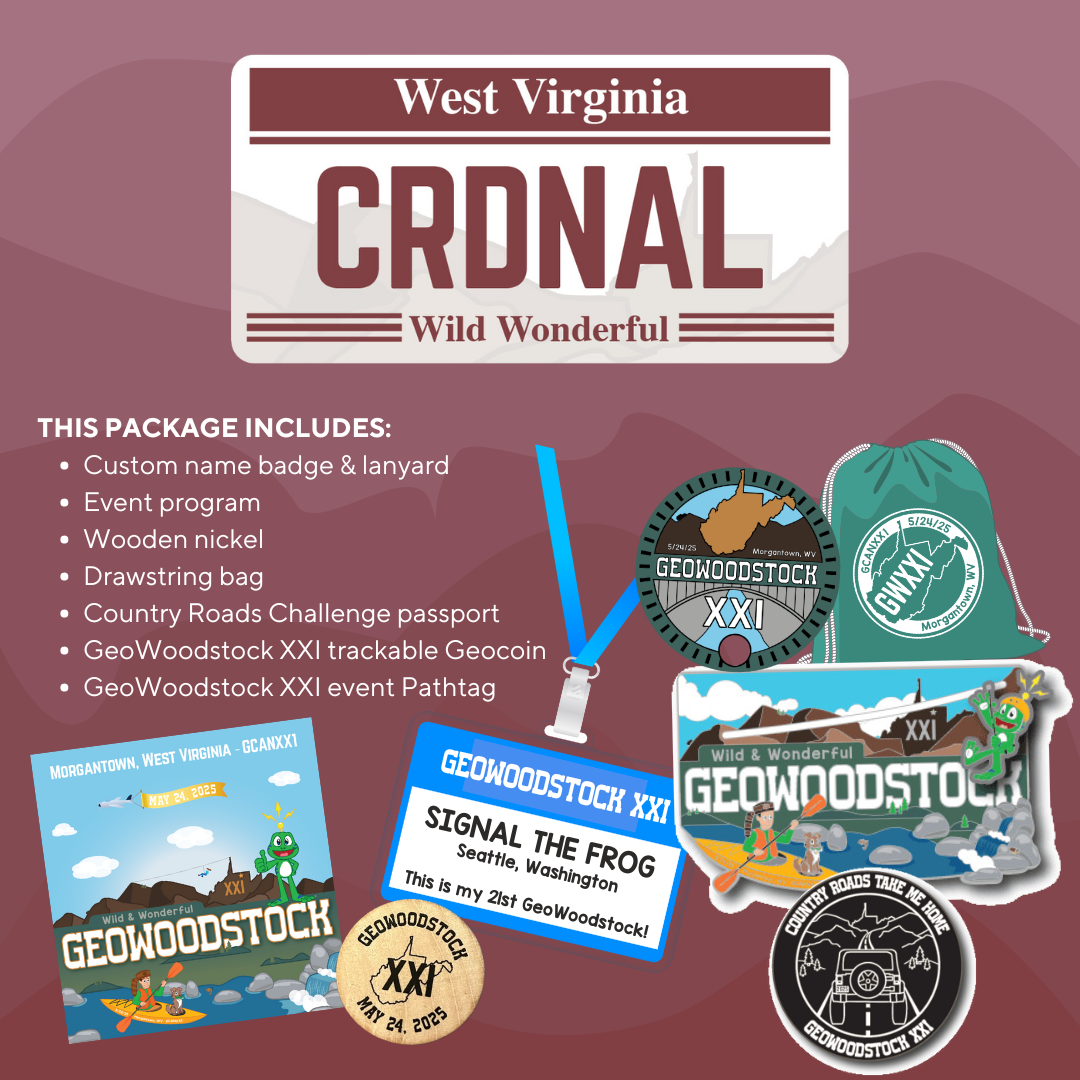 West Virginia
CRDNAL
Wild Wonderful
THIS PACKAGE INCLUDES:
• Custom name badge & lanyard
• Event program
• Wooden nickel
• Drawstring bag
• Country Roads Challenge passport
• GeoWoodstock XXI trackable Geocoin
• GeoWoodstock XXI event Pathtag
5/24/25
Morgantown, WV
GEOWOODSTOCK
XXI
GCANXXI
5/24/25
GWXXI
Morgantown, WV
XXI
Wild & Wonderful
GEOWOODSTOCK
MORGANTOWN, WEST VIRGINIA - GCANXX1
MAY 24, 2025
XXI
Wild & Wonderful
GEOWOODSTOCK
GEOWOODSTOCK XXI
SIGNAL THE FROG
Seattle, Washington
This is my 21st GeoWoodstock!
GEOWOODSTOCK
XXI
MAY 24, 2025
COUNTRY ROADS TAKE ME HOME
GEOWOODSTOCK XXI